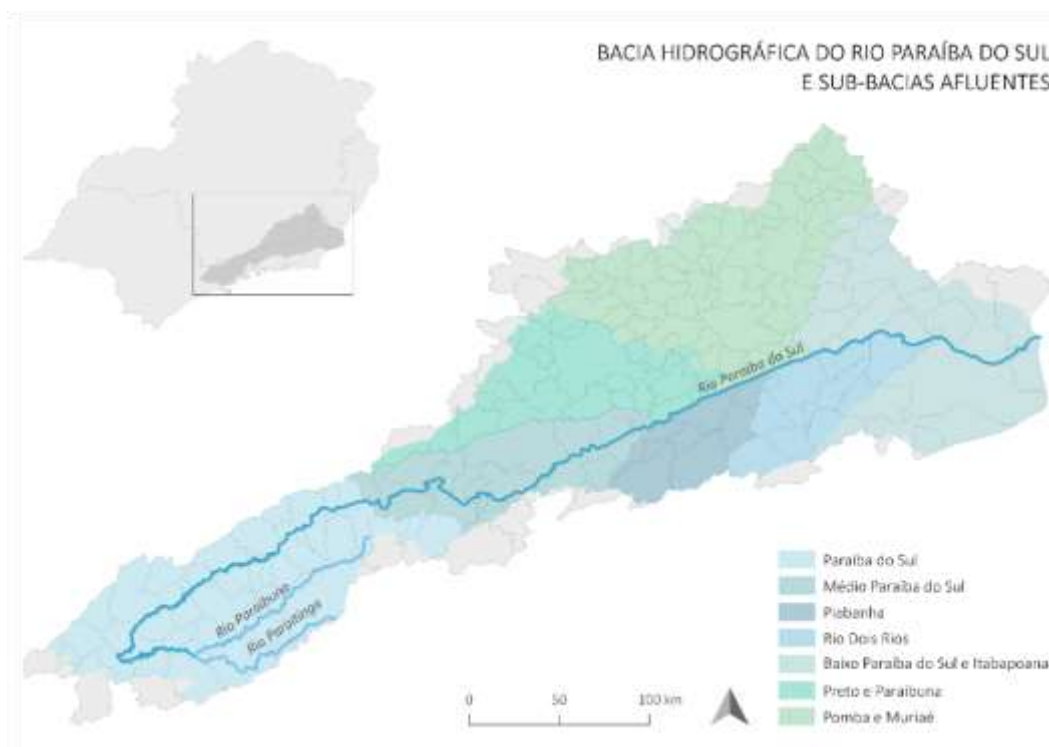 BACIA HIDROGRÁFICA DO RIO PARAÍBA DO SUL
E SUB-BACIAS AFLUENTES
Rio Paraíba do Sul
Rio Paraibuna
Rio Paraitinga
Paraíba do Sul
Médio Paraíba do Sul
Piabanha
Rio Dois Rios
Baixo Paraíba do Sul e Itabapoana
Preto e Paraibuna
Pomba e Muriaé
0 50 100 km